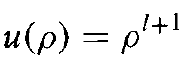 u(ρ) = ρ^{l+1}